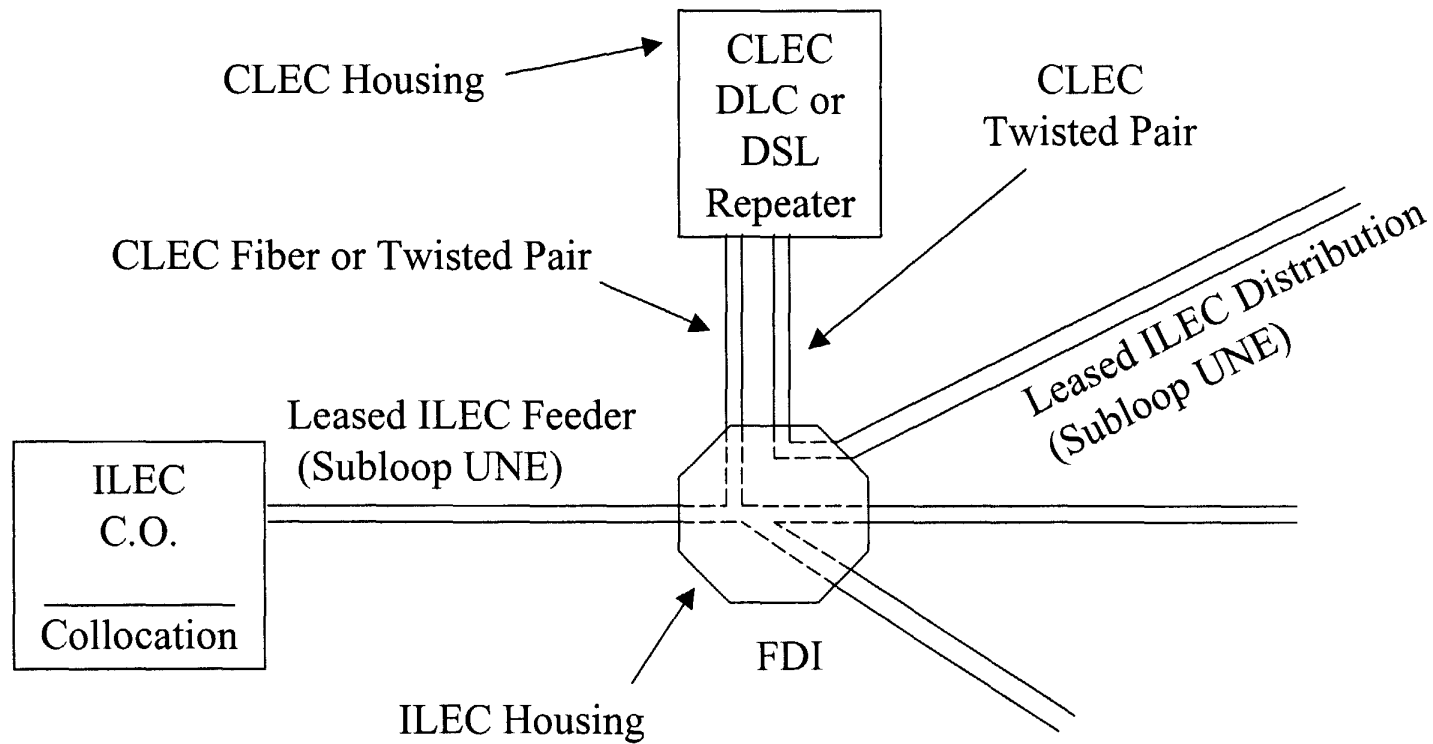 CLEC
DLC or
DSL
Repeater
CLEC Housing
CLEC
Twisted Pair
CLEC Fiber or Twisted Pair
Leased ILEC Distribution
(Subloop UNE)
Leased ILEC Feeder
(Subloop UNE)
ILEC
C.O.
Collocation
FDI
ILEC Housing